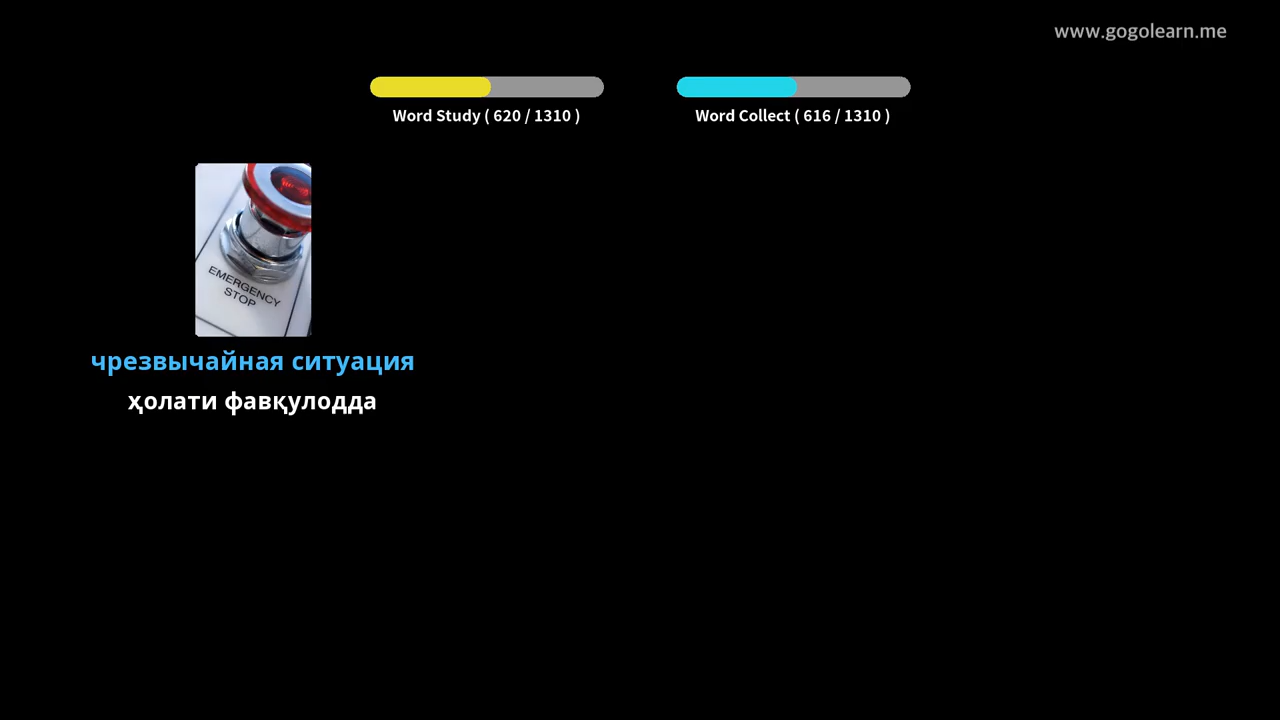 www.gogolearn.me
Word Study ( 620 / 1310 )
Word Collect ( 616 / 1310 )
EMERGENCY
STOP
чрезвычайная ситуация
ҳолати фавқулодда